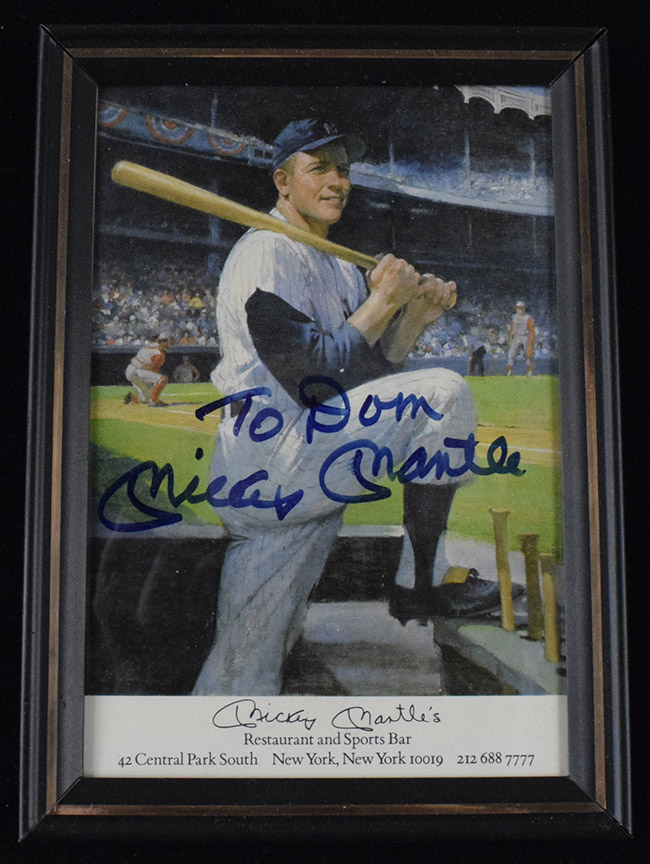 To Dom
Mickey Mantle
Mickey Mantle's
Restaurant and Sports Bar
42 Central Park South New York, New York 10019 212 688 7777